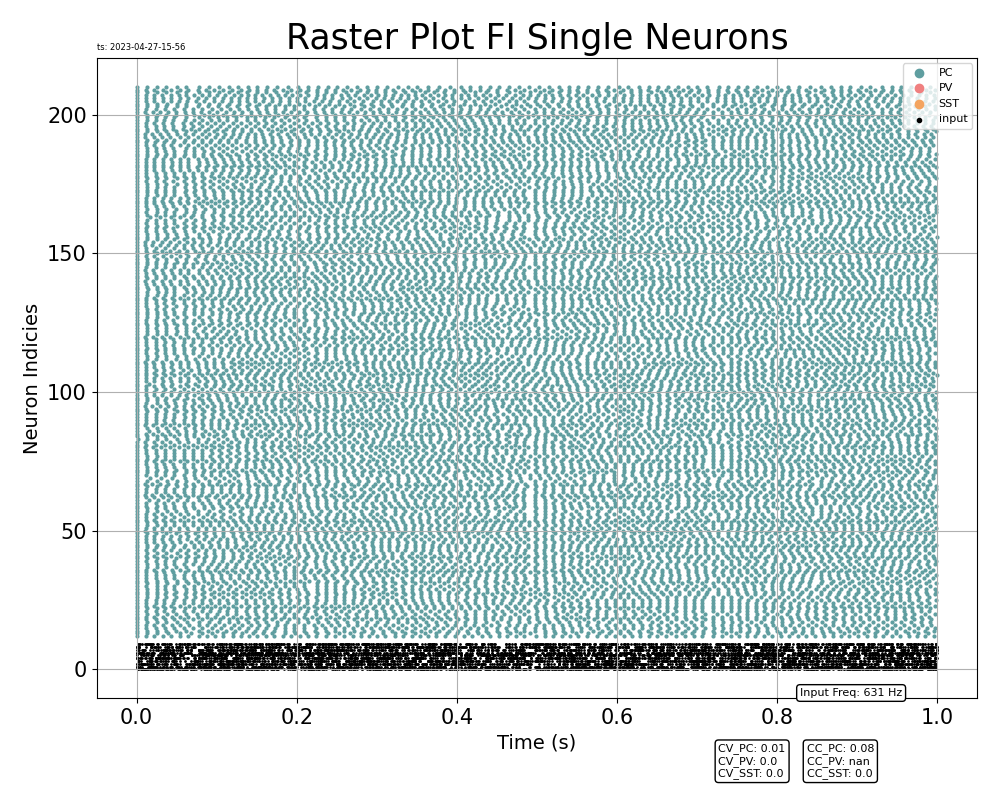 Raster Plot FI Single Neurons
ts: 2023-04-27-15-56
PC
PV
SST
input
Neuron Indicies
200
150
100
50
0
0.0 0.2 0.4 0.6 0.8 1.0
Input Freq: 631 Hz
Time (s)
CV_PC: 0.01
CV_PV: 0.0
CV_SST: 0.0
CC_PC: 0.08
CC_PV: nan
CC_SST: 0.0